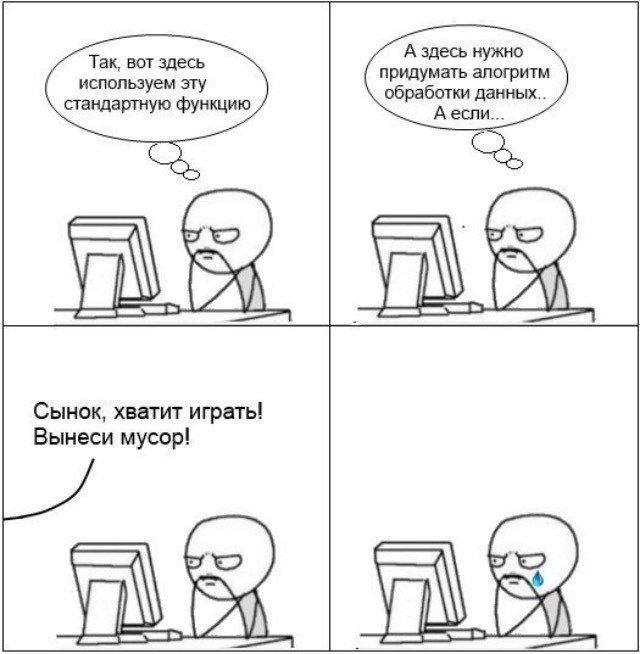 Так, вот здесь
используем эту
стандартную функцию
А здесь нужно
придумать алогритм
обработки данных..
А если...
Сынок, хватит играть!
Вынеси мусор!